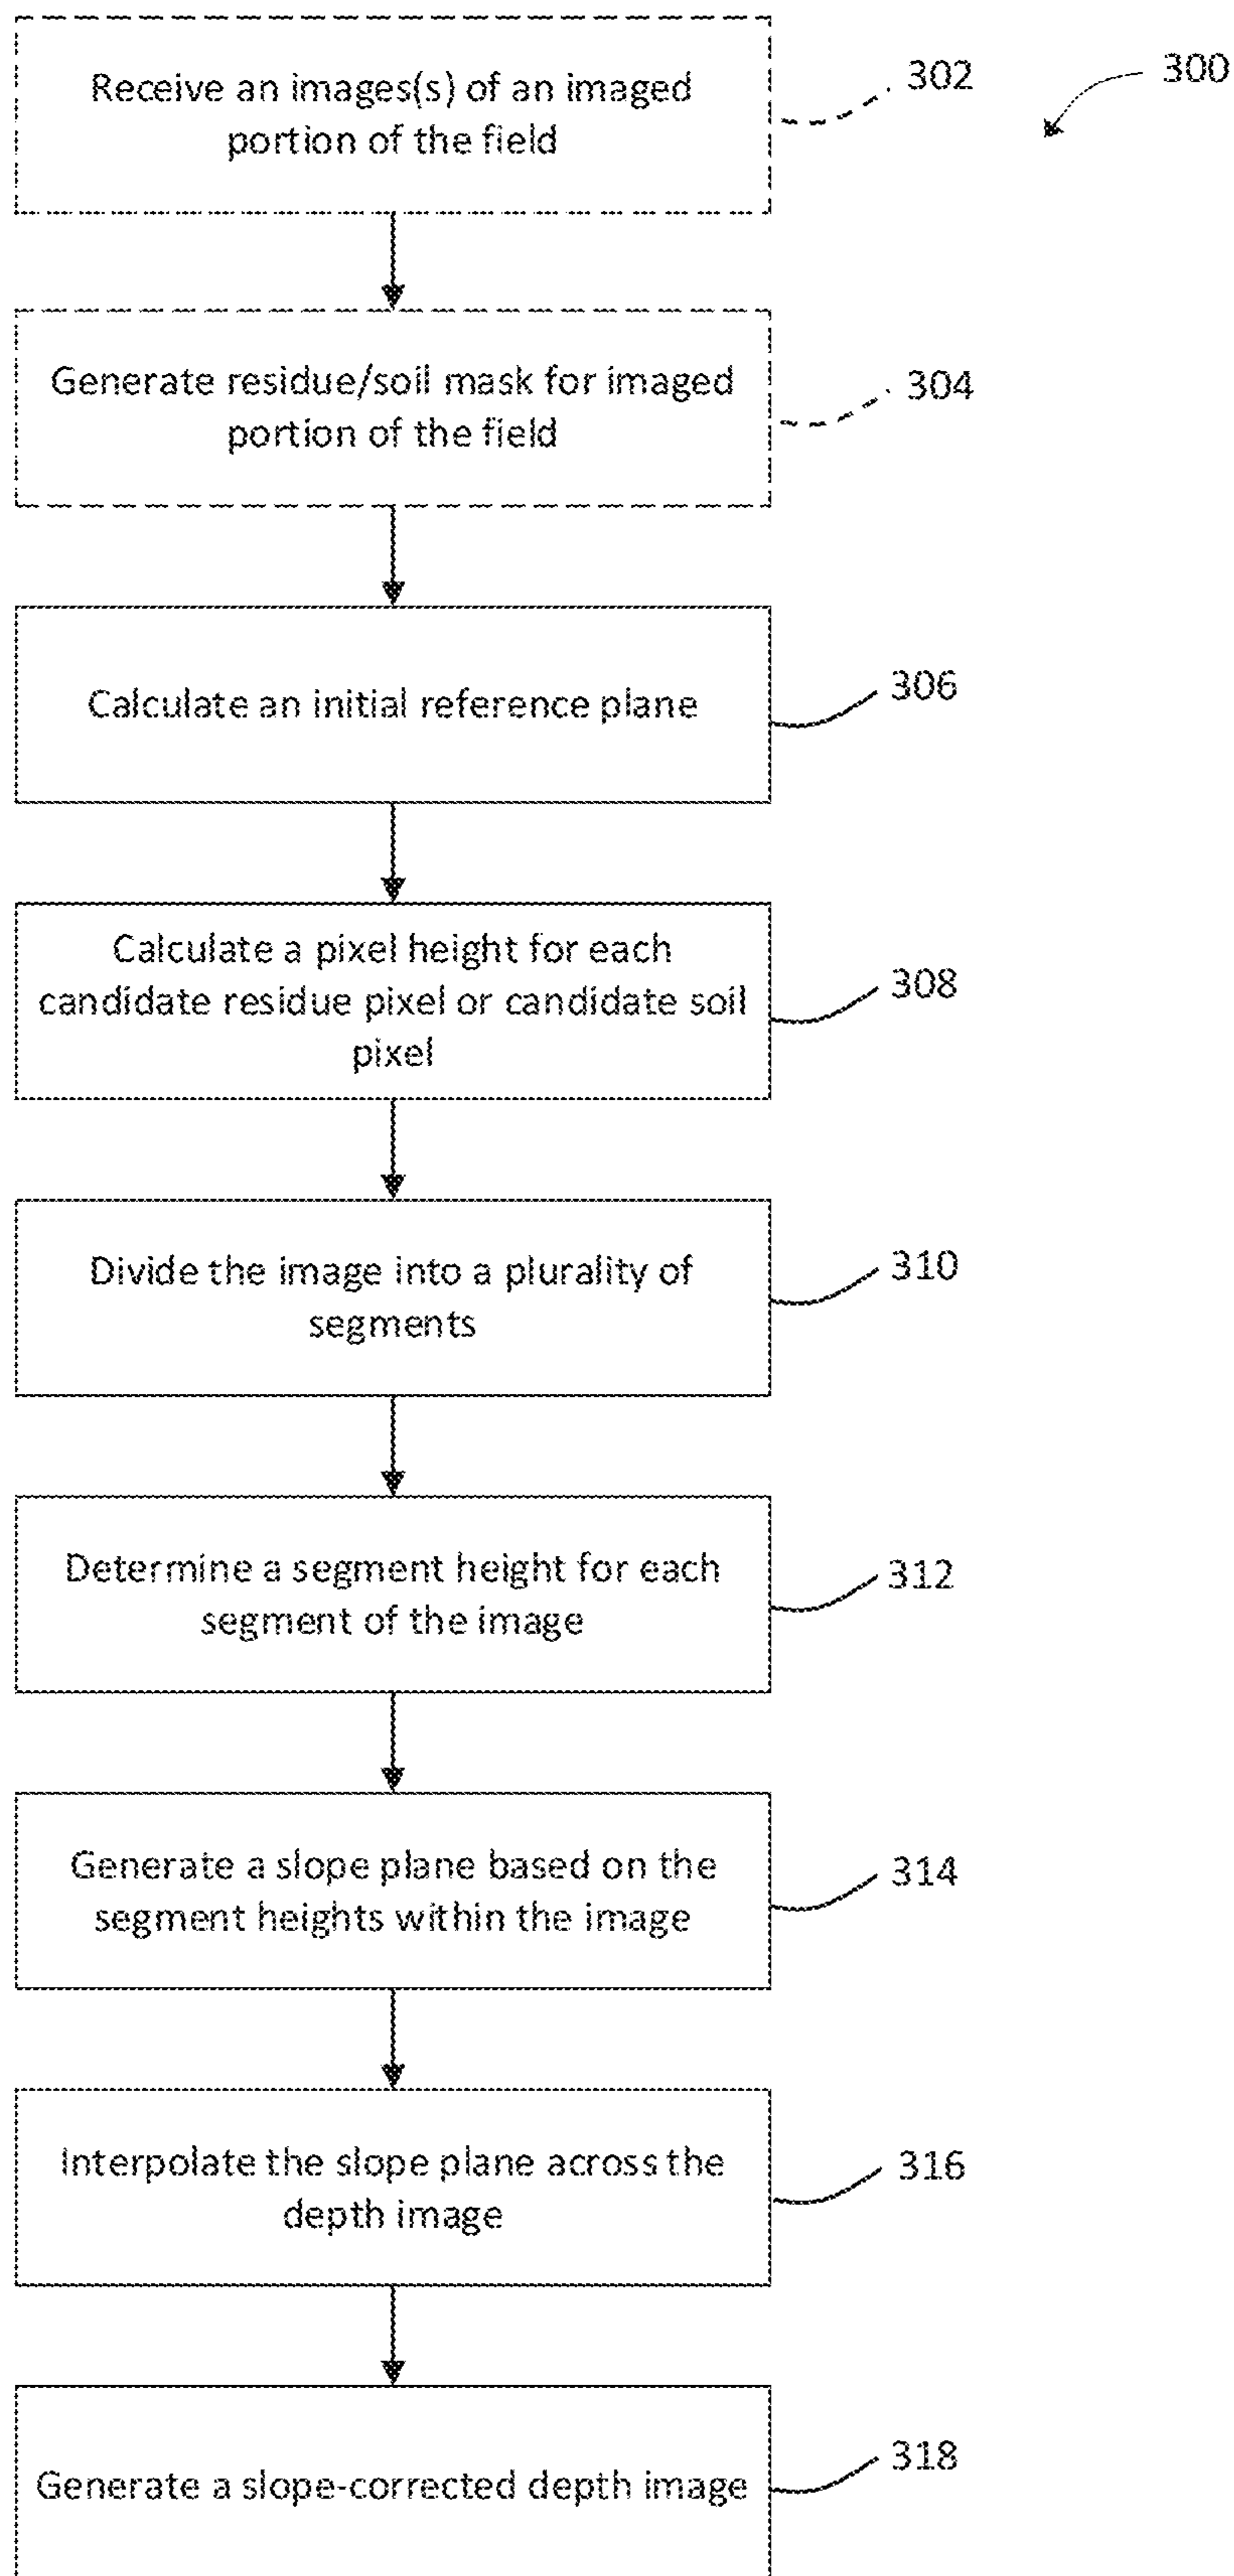 Receive an images(s) of an imaged
portion of the field
302
300
Generate residue/soil mask for imaged
portion of the field
304
Calculate an initial reference plane
306
Calculate a pixel height for each
candidate residue pixel or candidate soil
pixel
308
Divide the image into a plurality of
segments
310
Determine a segment height for each
segment of the image
312
Generate a slope plane based on the
segment heights within the image
314
Interpolate the slope plane across the
depth image
316
Generate a slope-corrected depth image
318